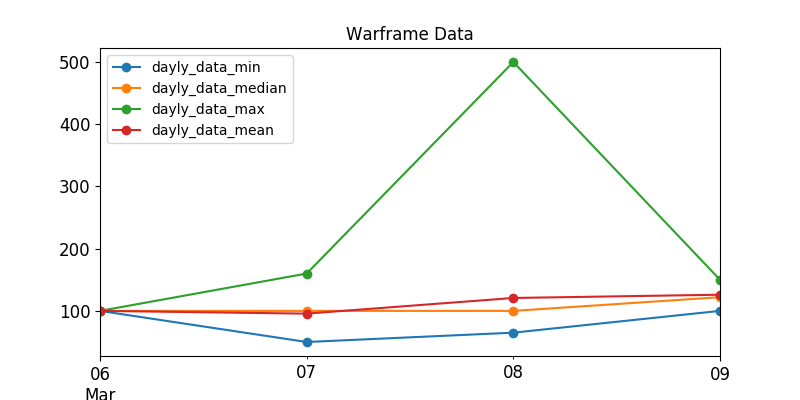 Warframe Data
500
400
300
200
100
dayly_data_min
dayly_data_median
dayly_data_max
dayly_data_mean
06 07 08 09
Mar